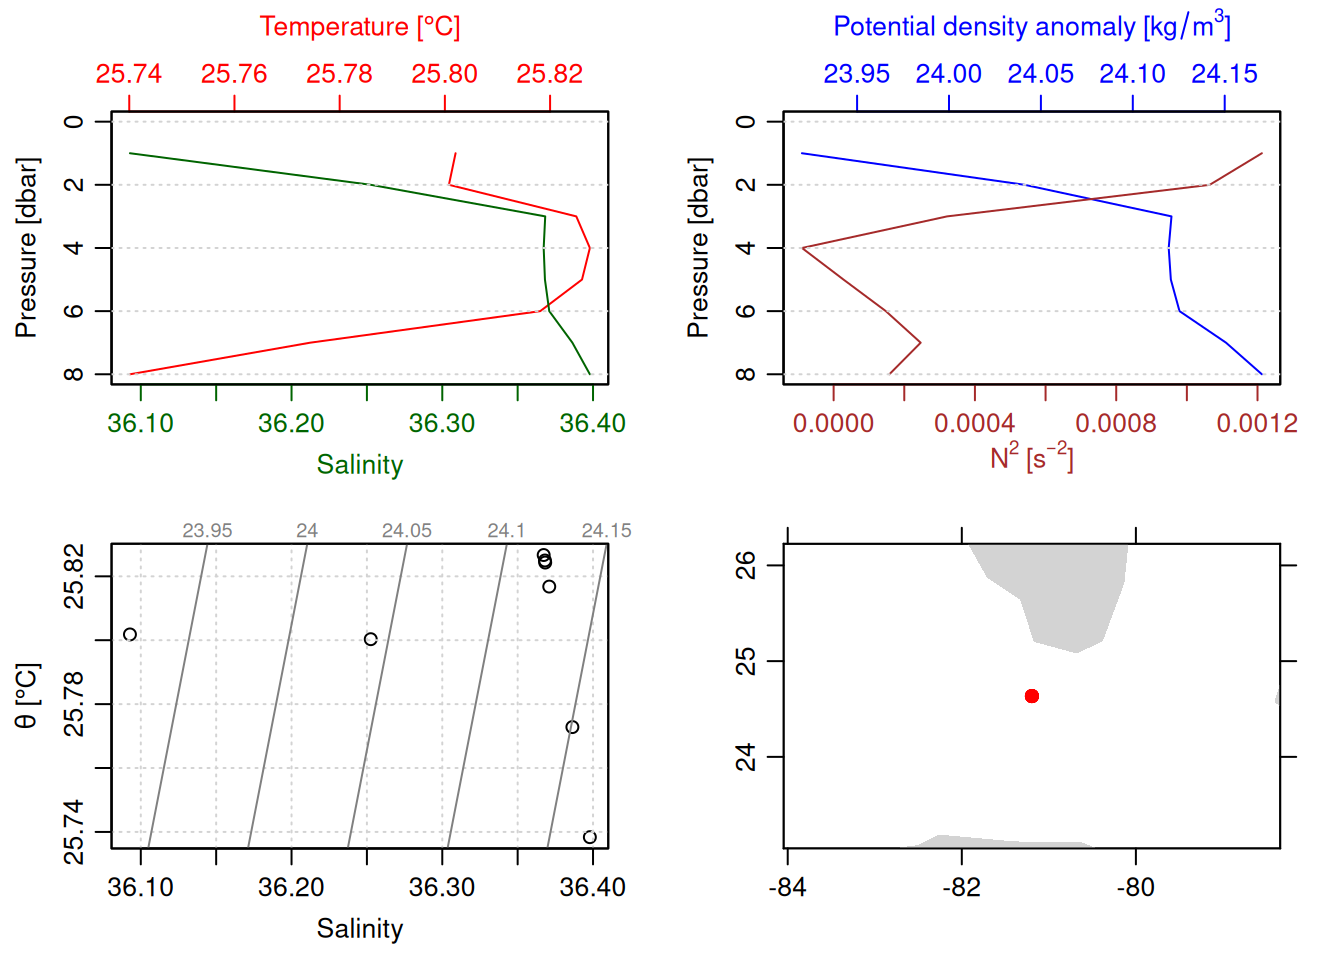 Temperature [°C]
25.74 25.76 25.78 25.80 25.82
Pressure [dbar]
0
2
4
6
8
36.10 36.20 36.30 36.40
Salinity
Potential density anomaly [kg/m³]
23.95 24.00 24.05 24.10 24.15
Pressure [dbar]
0
2
4
6
8
0.0000 0.0004 0.0008 0.0012
N² [s⁻²]
23.95 24 24.05 24.1 24.15
θ [°C]
25.82
25.78
25.74
36.10 36.20 36.30 36.40
Salinity
26
25
24
-84 -82 -80